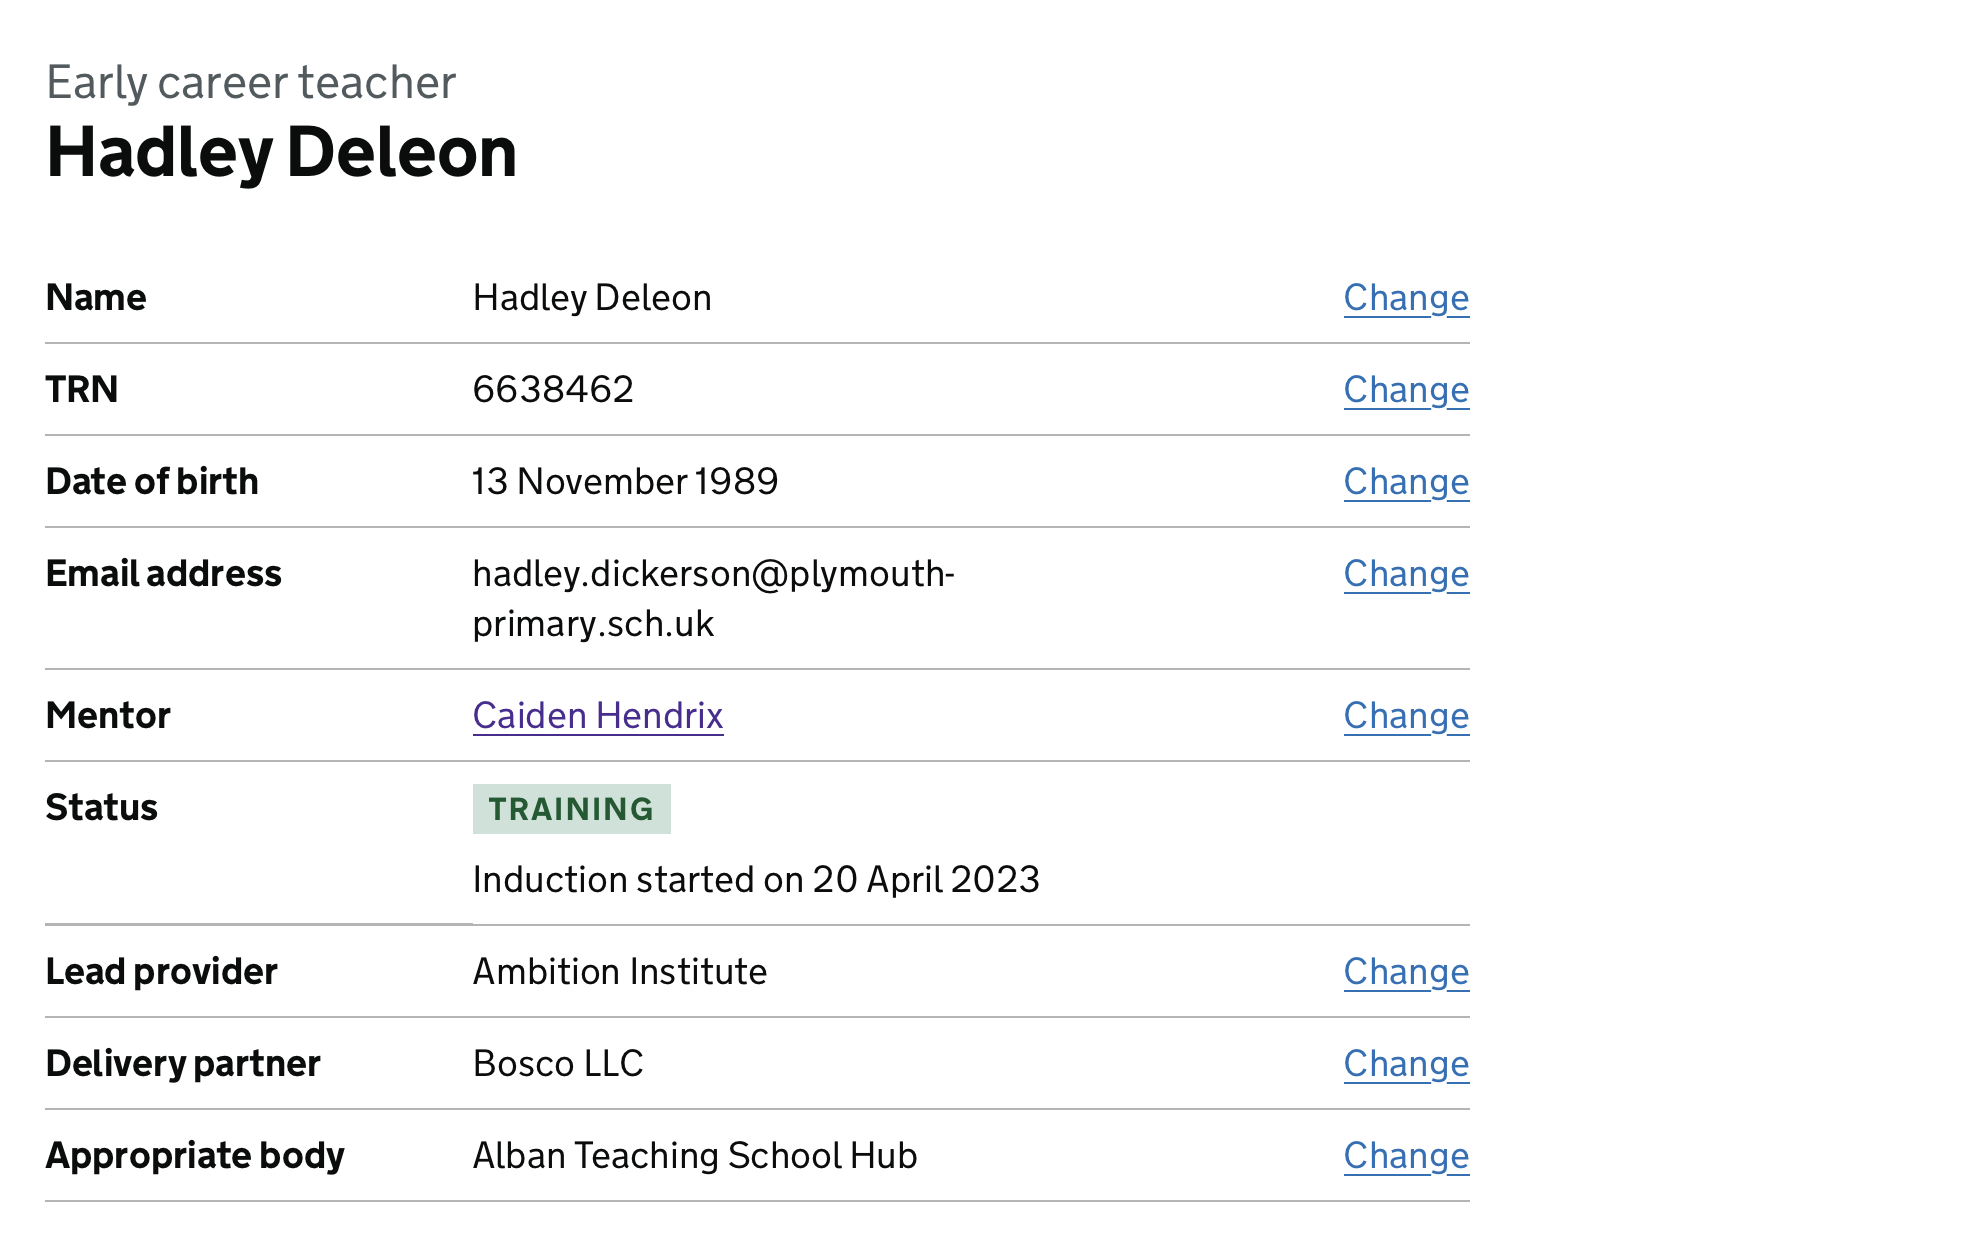 Early career teacher
Hadley Deleon
Name Hadley Deleon Change
TRN 6638462 Change
Date of birth 13 November 1989 Change
Email address hadley.dickerson@plymouth- Change
primary.sch.uk
Mentor Caiden Hendrix Change
Status TRAINING
Induction started on 20 April 2023
Lead provider Ambition Institute Change
Delivery partner Bosco LLC Change
Appropriate body Alban Teaching School Hub Change